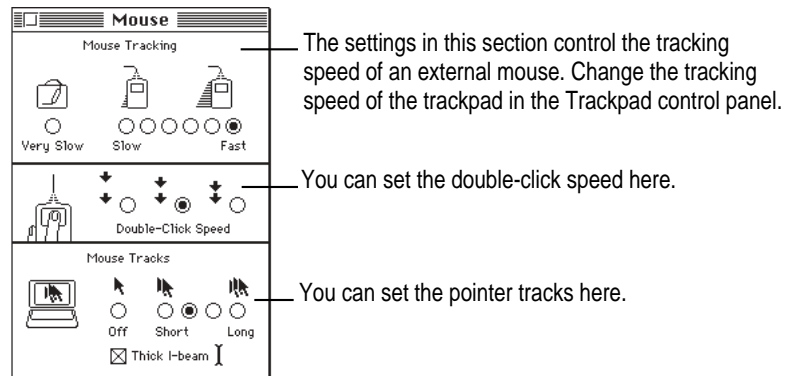 Mouse
Mouse Tracking
Very Slow Slow Fast
Double-Click Speed
Mouse Tracks
Off Short Long
Thick I-beam
The settings in this section control the tracking
speed of an external mouse. Change the tracking
speed of the trackpad in the Trackpad control panel.
You can set the double-click speed here.
You can set the pointer tracks here.